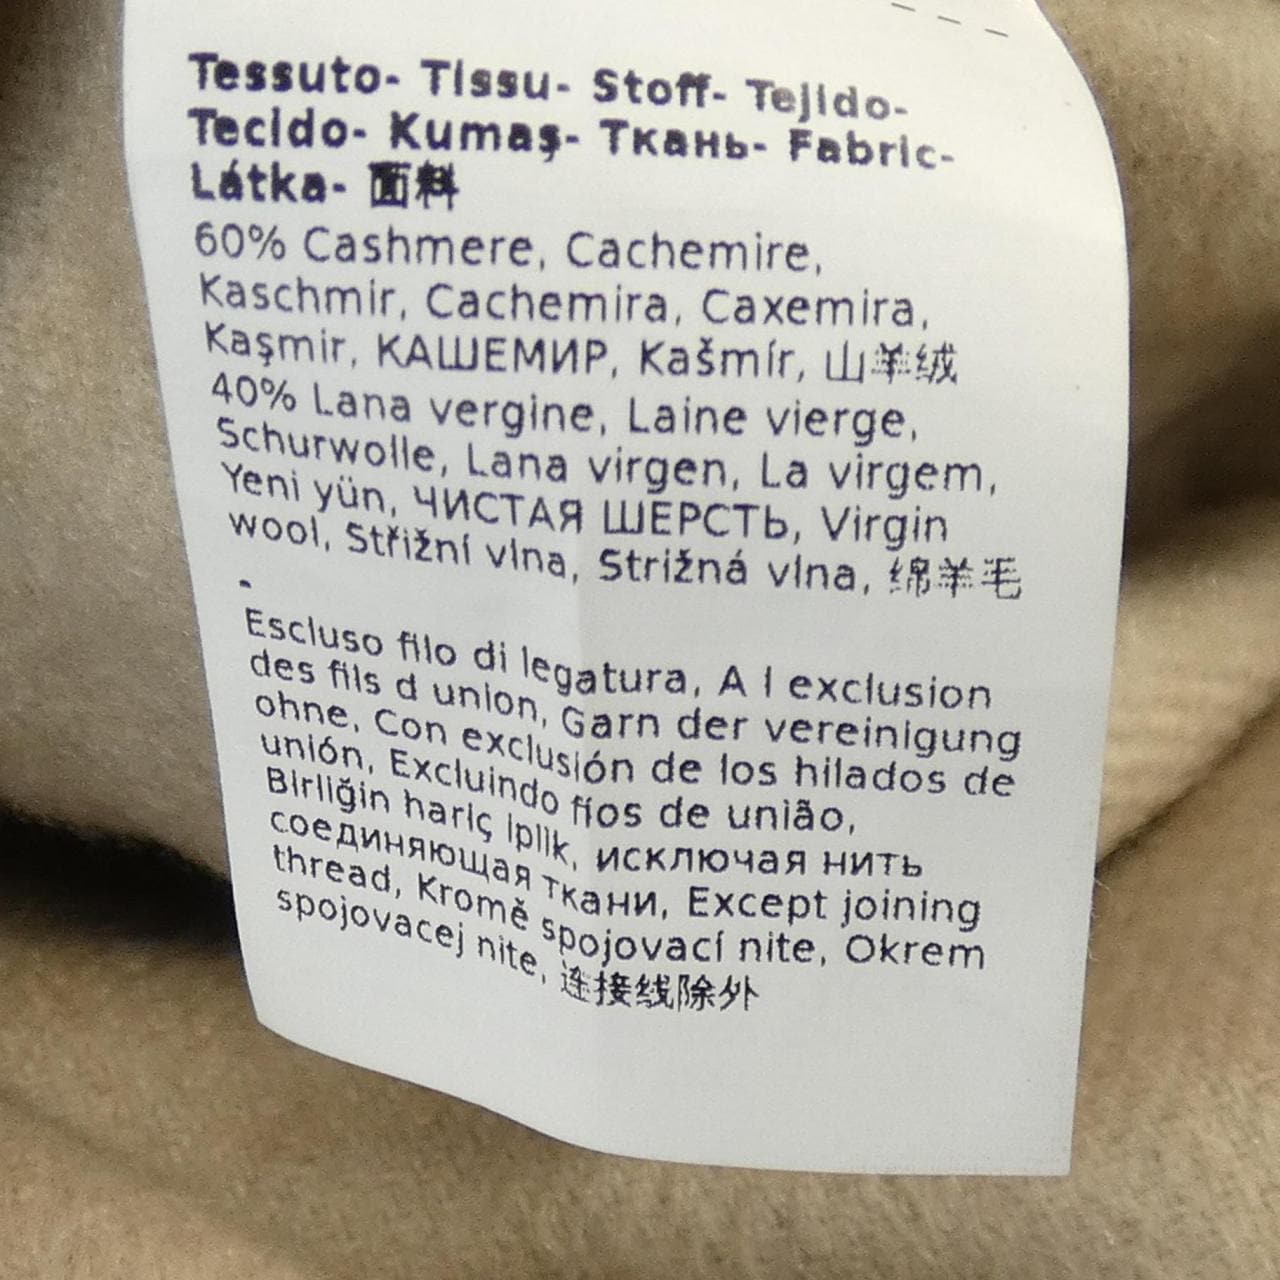 Tessuto- Tissu- Stoff- Tejido-
Tecido- Kumaş- Ткань- Fabric-
Látka- 面料
60% Cashmere, Cachemire,
Kaschmir, Cachemira, Caxemira,
Kaşmir, КАШЕМИР, Kašmír, 山羊绒
40% Lana vergine, Laine vierge,
Schurwolle, Lana virgen, La virgem,
Yeni yün, ЧИСТАЯ ШЕРСТЬ, Virgin
wool, Střižní vlna, Strižná vlna, 绵羊毛
-
Escluso filo di legatura, A l exclusion
des fils d union, Garn der vereinigung
ohne, Con exclusión de los hilados de
unión, Excluindo fíos de união,
Birliğin hariç iplik, исключая нить
соединяющая ткани, Except joining
thread, Kromě spojovací nite, Okrem
spojovacej nite, 连接线除外